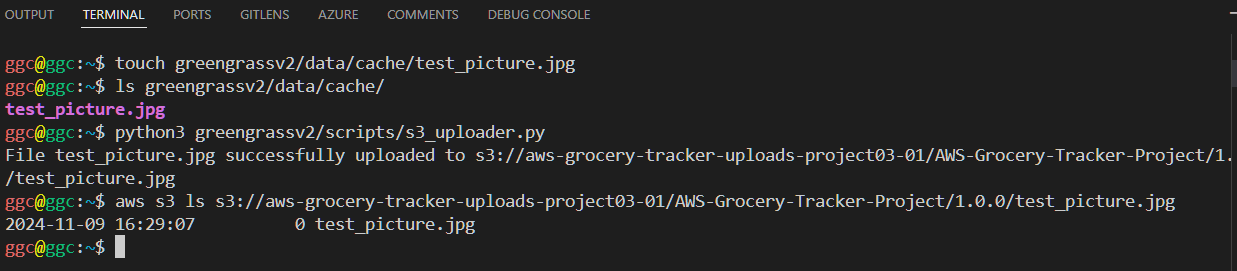 OUTPUT TERMINAL PORTS GITLENS AZURE COMMENTS DEBUG CONSOLE
ggc@ggc:~$ touch greengrassv2/data/cache/test_picture.jpg
ggc@ggc:~$ ls greengrassv2/data/cache/
test_picture.jpg
ggc@ggc:~$ python3 greengrassv2/scripts/s3_uploader.py
File test_picture.jpg successfully uploaded to s3://aws-grocery-tracker-uploads-project03-01/AWS-Grocery-Tracker-Project/1.
/test_picture.jpg
ggc@ggc:~$ aws s3 ls s3://aws-grocery-tracker-uploads-project03-01/AWS-Grocery-Tracker-Project/1.0.0/test_picture.jpg
2024-11-09 16:29:07          0 test_picture.jpg
ggc@ggc:~$